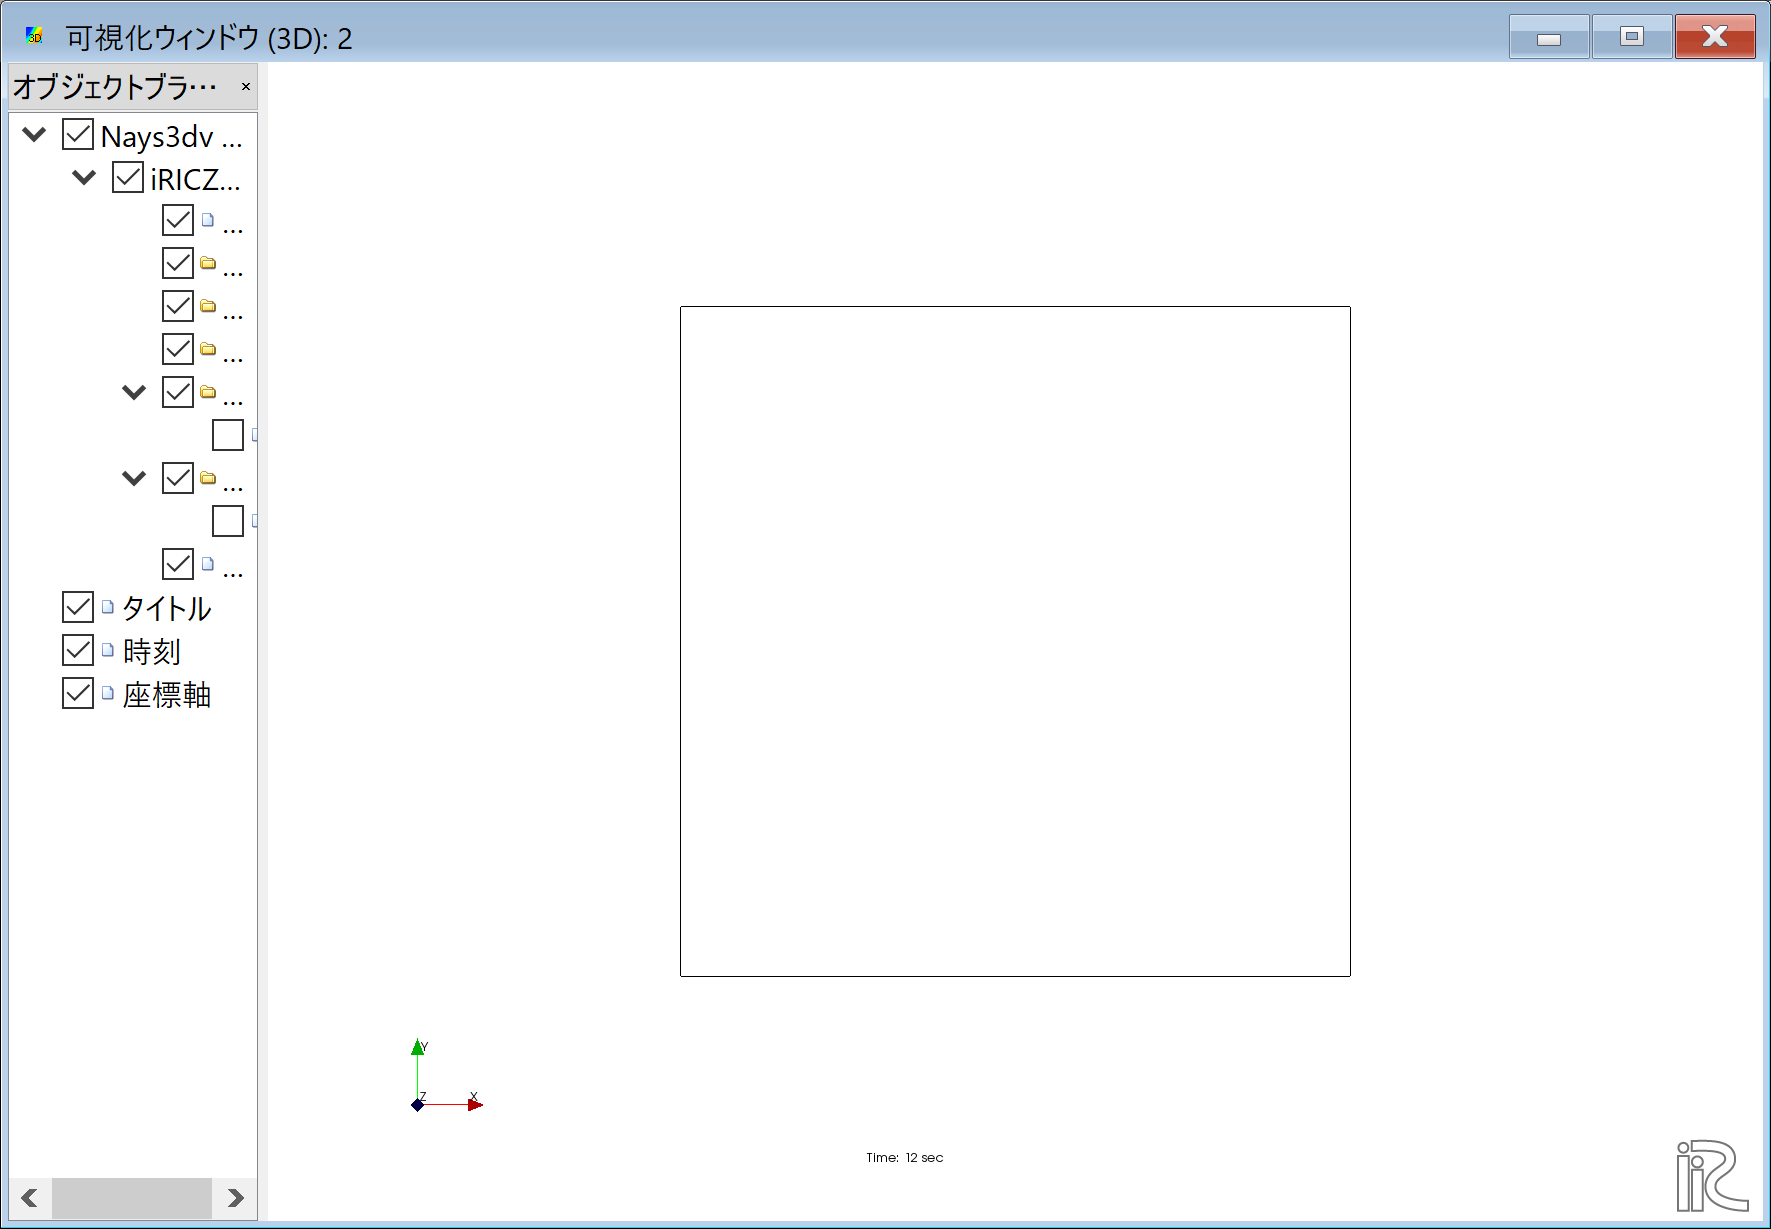 可視化ウィンドウ (3D): 2
オブジェクトブラ…
Nays3dv ...
iRICZ...
...
...
...
...
...
...
...
タイトル
時刻
座標軸
Y
Z X
Time: 12 sec
iRIC